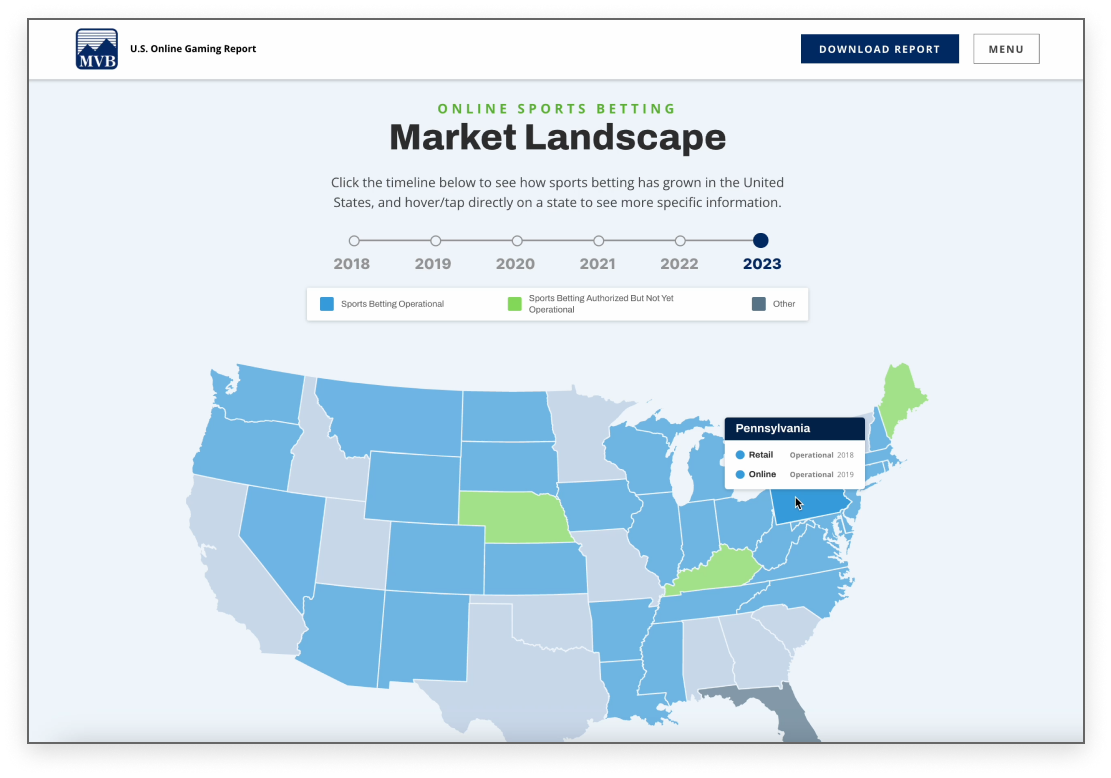 MVB
U.S. Online Gaming Report
DOWNLOAD REPORT
MENU
ONLINE SPORTS BETTING
Market Landscape
Click the timeline below to see how sports betting has grown in the United
States, and hover/tap directly on a state to see more specific information.
2018 2019 2020 2021 2022 2023
Sports Betting Operational
Sports Betting Authorized But Not Yet
Operational
Other
Pennsylvania
Retail Operational 2018
Online Operational 2019